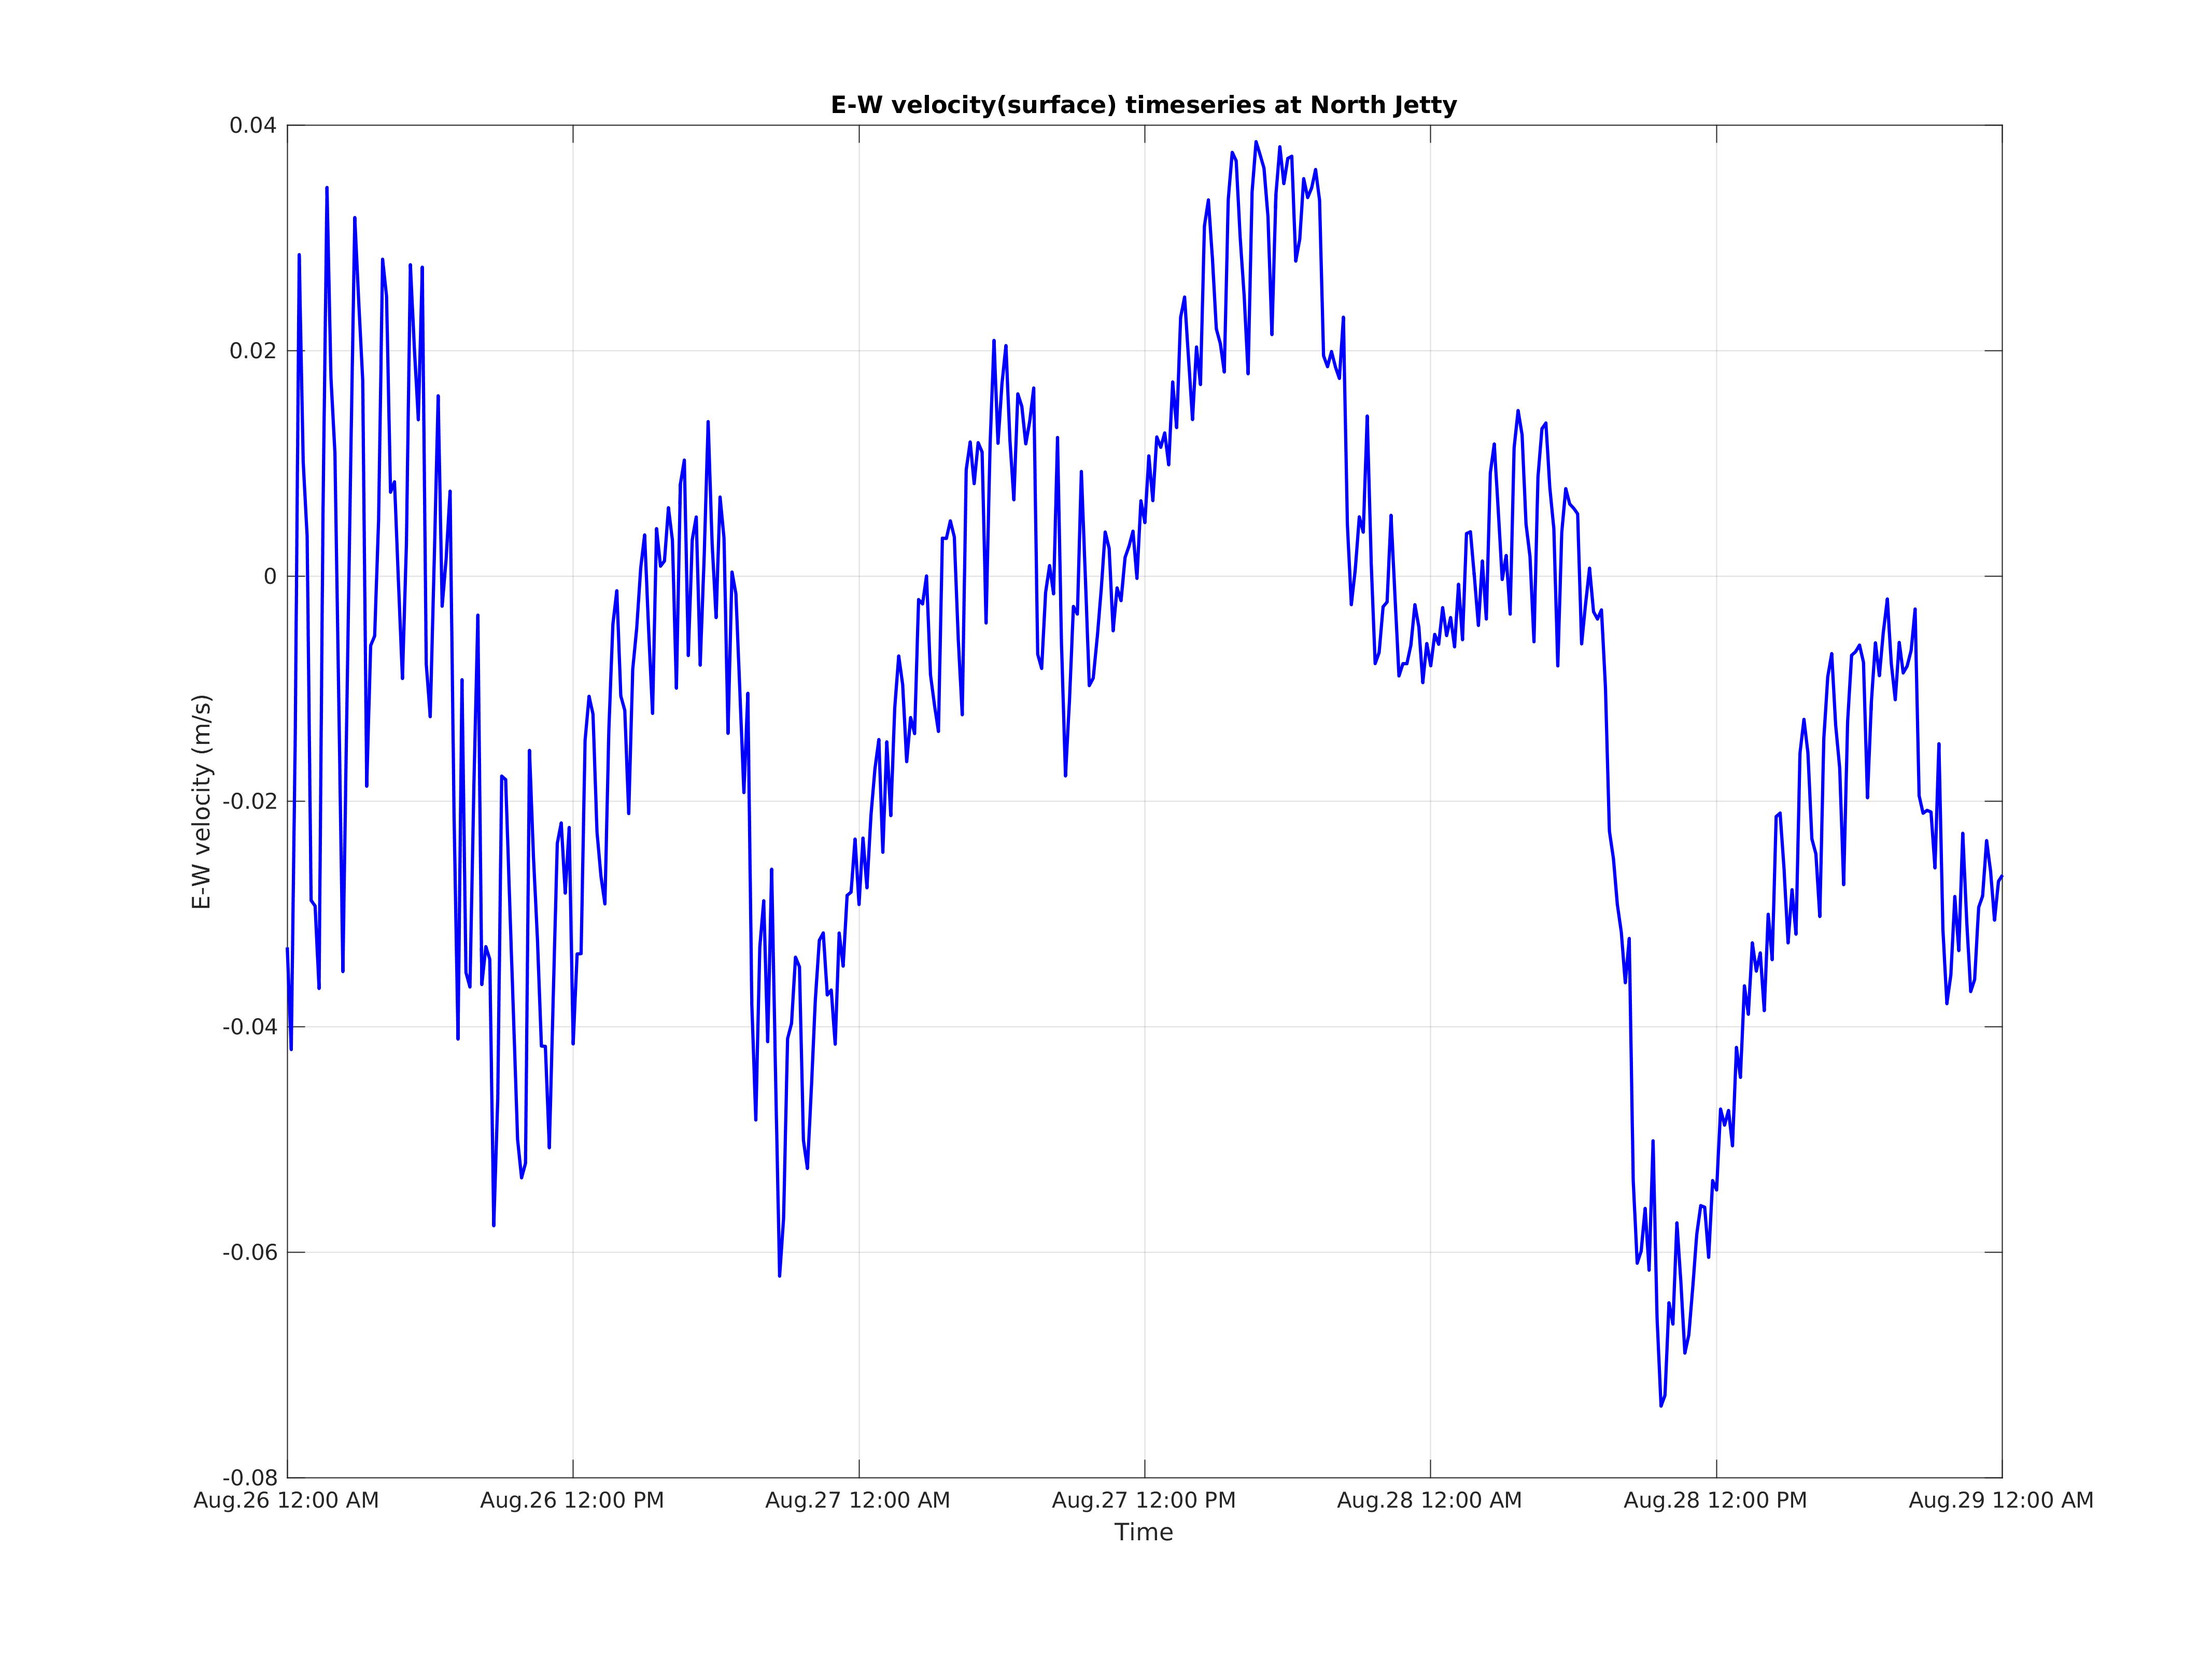 E-W velocity(surface) timeseries at North Jetty
0.04
0.02
0
-0.02
-0.04
-0.06
-0.08
E-W velocity (m/s)
Aug.26 12:00 AM Aug.26 12:00 PM Aug.27 12:00 AM Aug.27 12:00 PM Aug.28 12:00 AM Aug.28 12:00 PM Aug.29 12:00 AM
Time